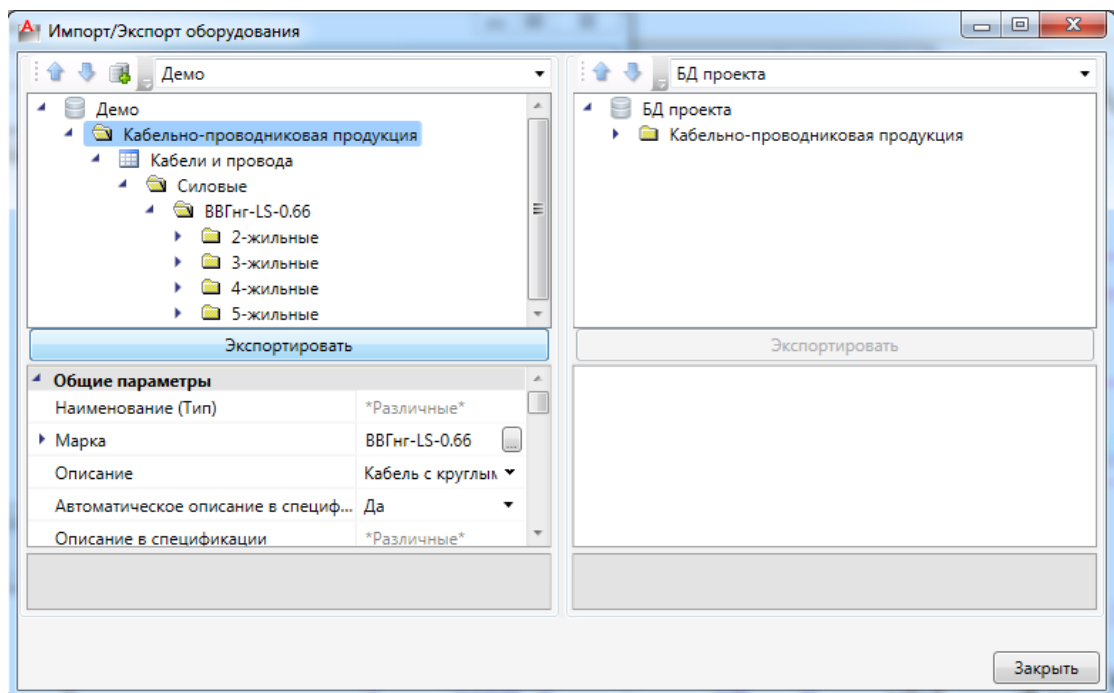 Импорт/Экспорт оборудования
Демо
Демо
Кабельно-проводниковая продукция
Кабели и провода
Силовые
ВВГнг-LS-0.66
2-жильные
3-жильные
4-жильные
5-жильные
Экспортировать
Общие параметры
Наименование (Тип) *Различные*
Марка ВВГнг-LS-0.66 ...
Описание Кабель с круглым
Автоматическое описание в специф... Да
Описание в спецификации *Различные*
БД проекта
БД проекта
Кабельно-проводниковая продукция
Экспортировать
Закрыть